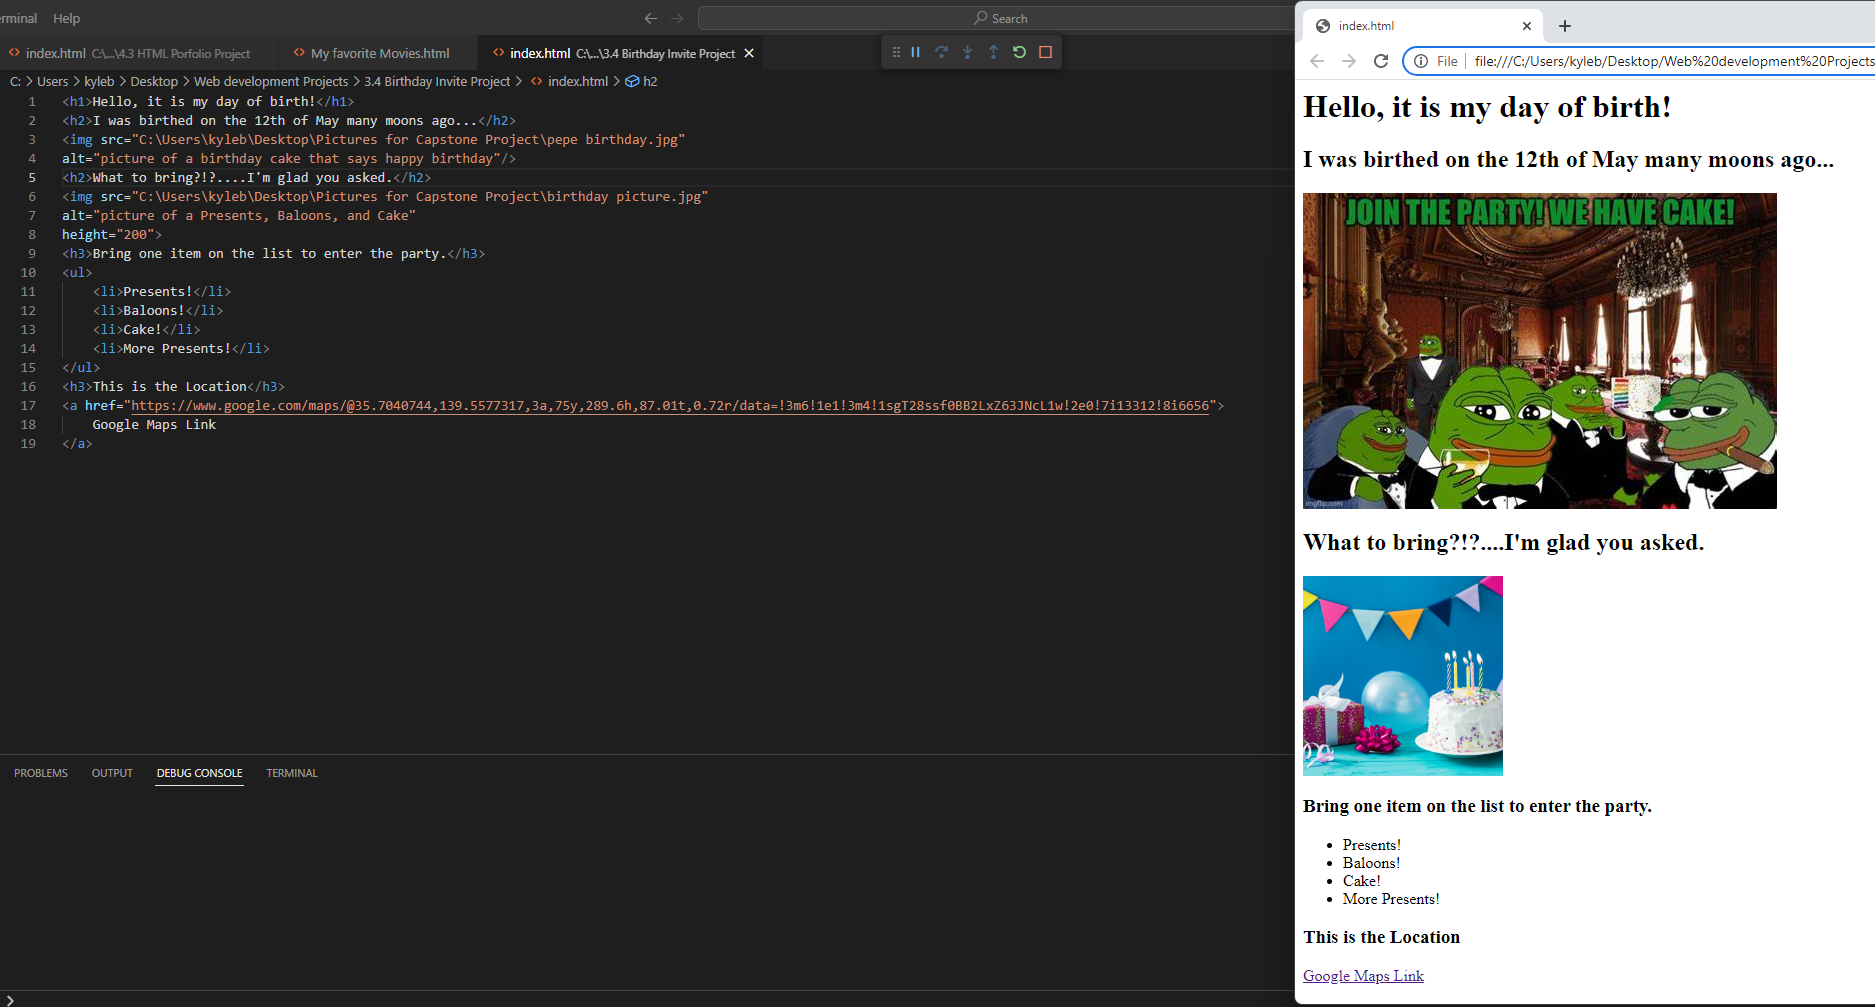 rminal Help
Search
index.html C:\...\4.3 HTML Porfolio Project
My favorite Movies.html
index.html C:\...\3.4 Birthday Invite Project
C: > Users > kyleb > Desktop > Web development Projects > 3.4 Birthday Invite Project > index.html > h2
1 <h1>Hello, it is my day of birth!</h1>
2 <h2>I was birthed on the 12th of May many moons ago...</h2>
3 <img src="C:\Users\kyleb\Desktop\Pictures for Capstone Project\pepe birthday.jpg"
4 alt="picture of a birthday cake that says happy birthday"/>
5 <h2>What to bring?!?....I'm glad you asked.</h2>
6 <img src="C:\Users\kyleb\Desktop\Pictures for Capstone Project\birthday picture.jpg"
7 alt="picture of a Presents, Baloons, and Cake"
8 height="200">
9 <h3>Bring one item on the list to enter the party.</h3>
10 <ul>
11 <li>Presents!</li>
12 <li>Baloons!</li>
13 <li>Cake!</li>
14 <li>More Presents!</li>
15 </ul>
16 <h3>This is the Location</h3>
17 <a href="https://www.google.com/maps/@35.7040744,139.5577317,3a,75y,289.6h,87.01t,0.72r/data=!3m6!1e1!3m4!1sgT28ssf0BB2LxZ63JNcL1w!2e0!7i13312!8i6656">
18 Google Maps Link
19 </a>
PROBLEMS OUTPUT DEBUG CONSOLE TERMINAL
index.html
File file:///C:/Users/kyleb/Desktop/Web%20development%20Projects
Hello, it is my day of birth!
I was birthed on the 12th of May many moons ago...
JOIN THE PARTY! WE HAVE CAKE!
imgflip.com
What to bring?!?....I'm glad you asked.
Bring one item on the list to enter the party.
• Presents!
• Baloons!
• Cake!
• More Presents!
This is the Location
Google Maps Link